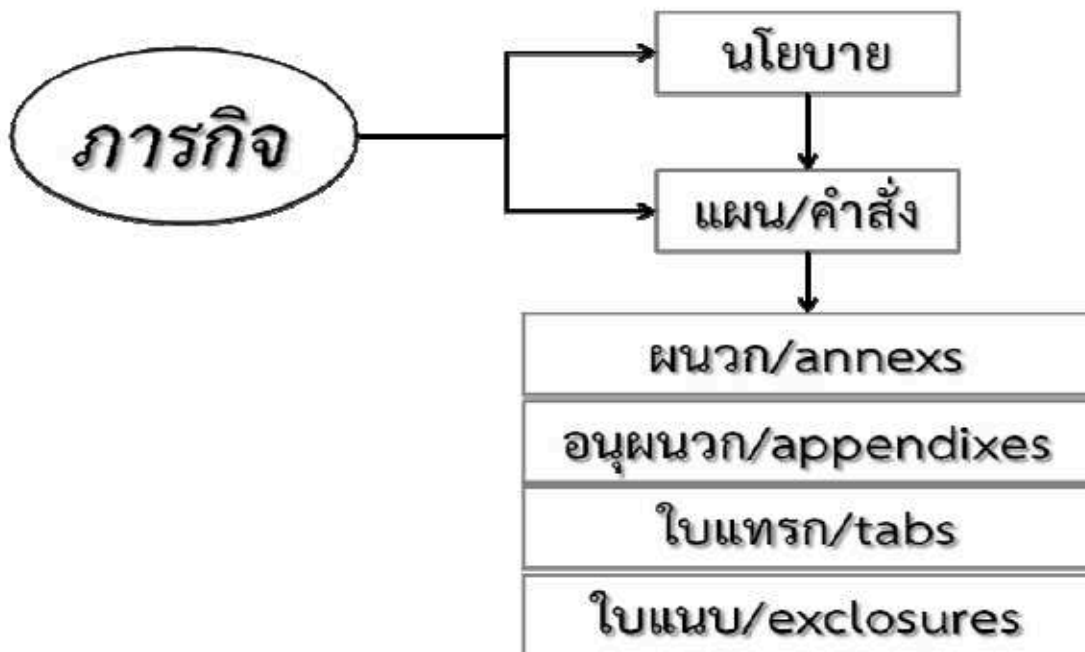 ภารกิจ
นโยบาย
แผน/คำสั่ง
ผนวก/annexs
อนุผนวก/appendixes
ใบแทรก/tabs
ใบแนบ/exclosures